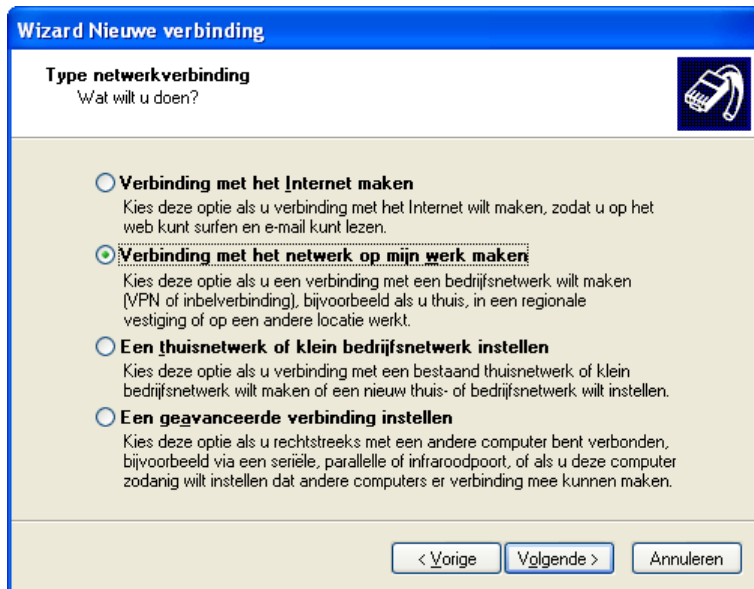 Wizard Nieuwe verbinding
Type netwerkverbinding
Wat wilt u doen?
Verbinding met het Internet maken
Kies deze optie als u verbinding met het Internet wilt maken, zodat u op het
web kunt surfen en e-mail kunt lezen.
Verbinding met het netwerk op mijn werk maken
Kies deze optie als u een verbinding met een bedrijfsnetwerk wilt maken
(VPN of inbelverbinding), bijvoorbeeld als u thuis, in een regionale
vestiging of op een andere locatie werkt.
Een thuisnetwerk of klein bedrijfsnetwerk instellen
Kies deze optie als u verbinding met een bestaand thuisnetwerk of klein
bedrijfsnetwerk wilt maken of een nieuw thuis- of bedrijfsnetwerk wilt instellen.
Een geavanceerde verbinding instellen
Kies deze optie als u rechtstreeks met een andere computer bent verbonden,
bijvoorbeeld via een seriële, parallelle of infraroodpoort, of als u deze computer
zodanig wilt instellen dat andere computers er verbinding mee kunnen maken.
< Vorige
Volgende >
Annuleren